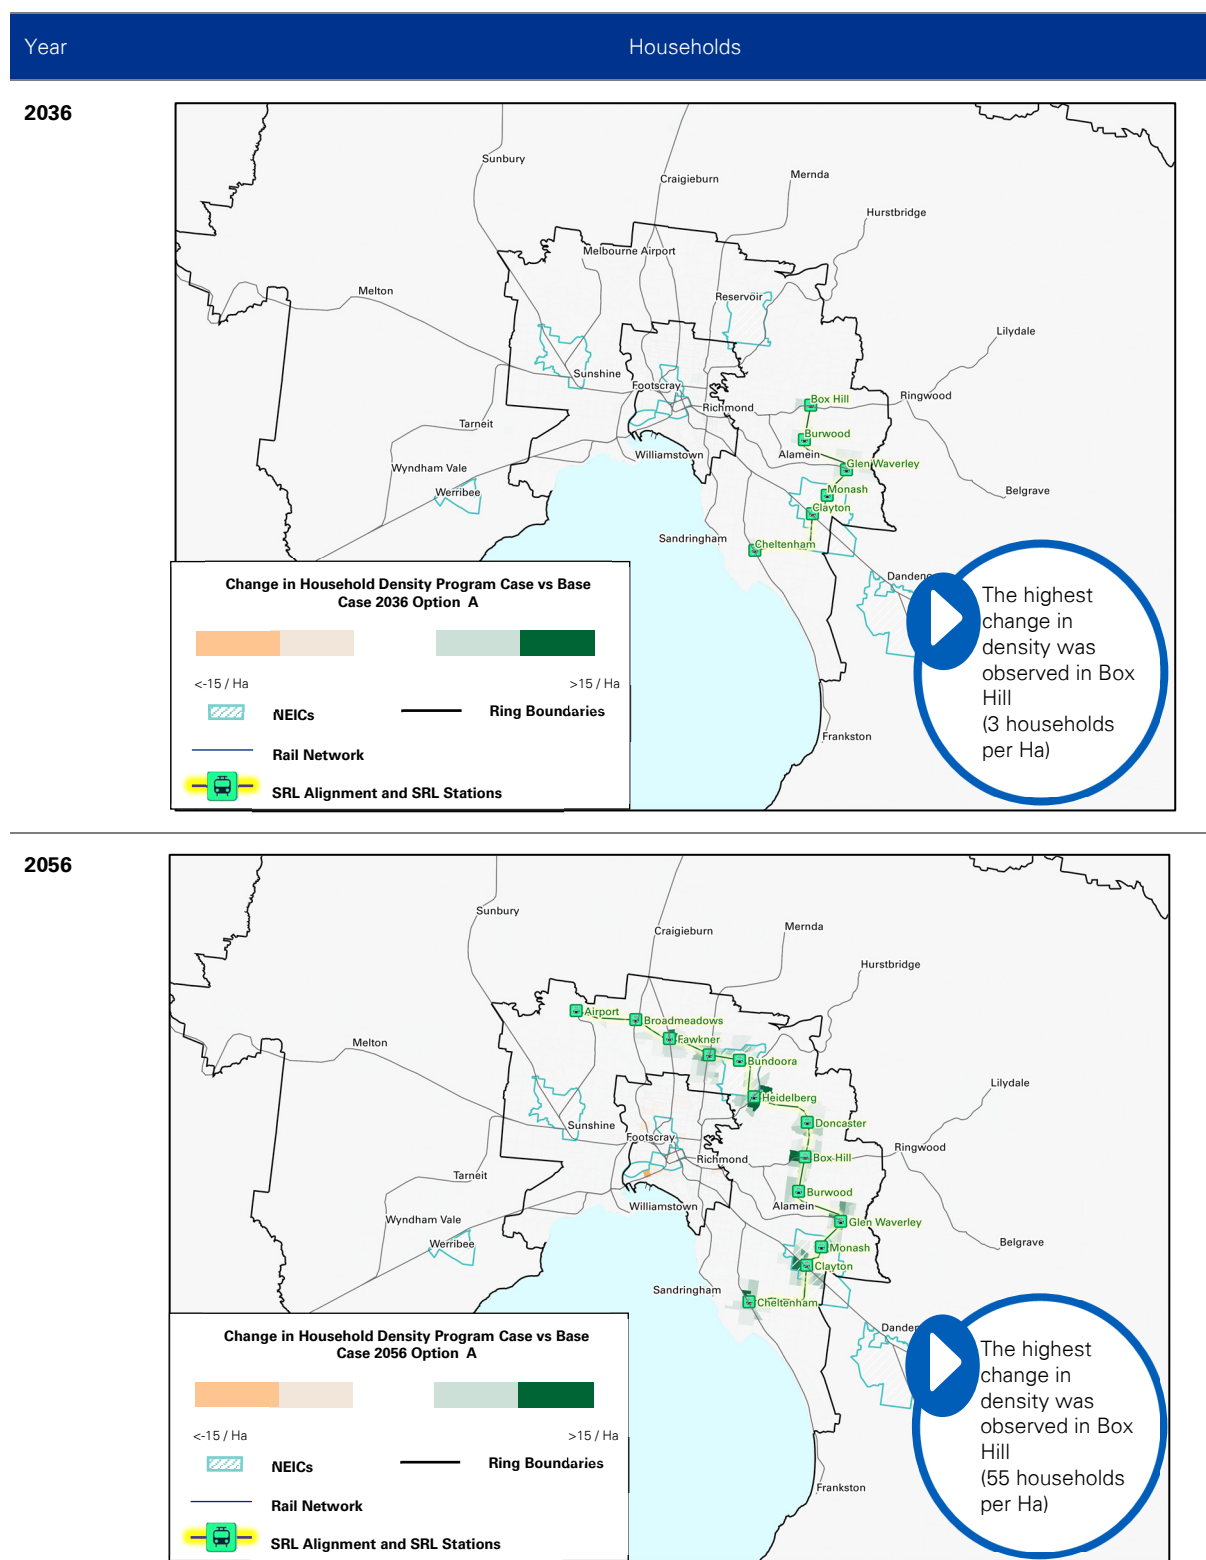 Year
Households
2036
Sunbury
Craigieburn
Mernda
Hurstbridge
Melbourne Airport
Melton
Reservoir
Lilydale
Sunshine
Footscray
Richmond
Box Hill
Ringwood
Tarneit
Burwood
Williamstown
Alamein
Glen Waverley
Wyndham Vale
Werribee
Monash
Belgrave
Clayton
Sandringham
Cheltenham
Frankston
Change in Household Density Program Case vs Base
Case 2036 Option A
<-15 / Ha
>15 / Ha
NEICs
Ring Boundaries
Rail Network
SRL Alignment and SRL Stations
The highest
change in
density was
observed in Box
Hill
(3 households
per Ha)
2056
Sunbury
Craigieburn
Mernda
Hurstbridge
Airport
Broadmeadows
Fawkner
Melton
Bundoora
Lilydale
Heidelberg
Sunshine
Doncaster
Footscray
Richmond
Box Hill
Ringwood
Tarneit
Burwood
Williamstown
Alamein
Glen Waverley
Wyndham Vale
Werribee
Monash
Belgrave
Clayton
Sandringham
Cheltenham
Frankston
Change in Household Density Program Case vs Base
Case 2056 Option A
<-15 / Ha
>15 / Ha
NEICs
Ring Boundaries
Rail Network
SRL Alignment and SRL Stations
The highest
change in
density was
observed in Box
Hill
(55 households
per Ha)